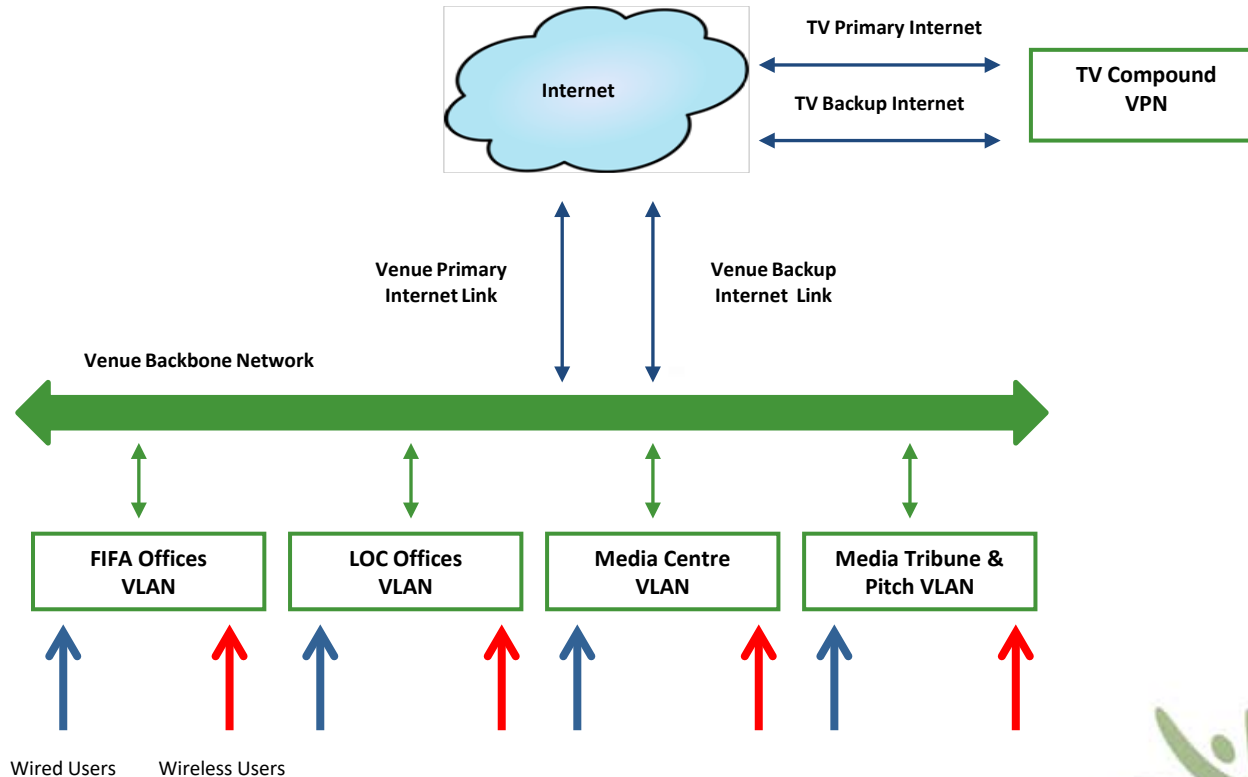 TV Primary Internet
Internet
TV Backup Internet
TV Compound
VPN
Venue Primary
Internet Link
Venue Backup
Internet Link
Venue Backbone Network
FIFA Offices
VLAN
LOC Offices
VLAN
Media Centre
VLAN
Media Tribune &
Pitch VLAN
Wired Users
Wireless Users